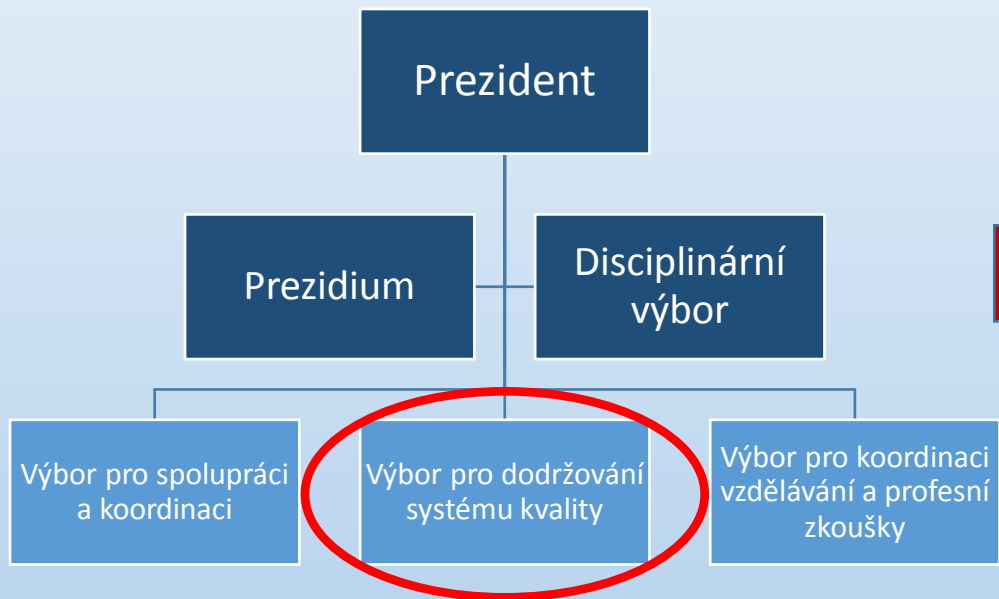 Prezident
Prezidium
Disciplinární
výbor
Výbor pro spolupráci
a koordinaci
Výbor pro dodržování
systému kvality
Výbor pro koordinaci
vzdělávání a profesní
zkoušky